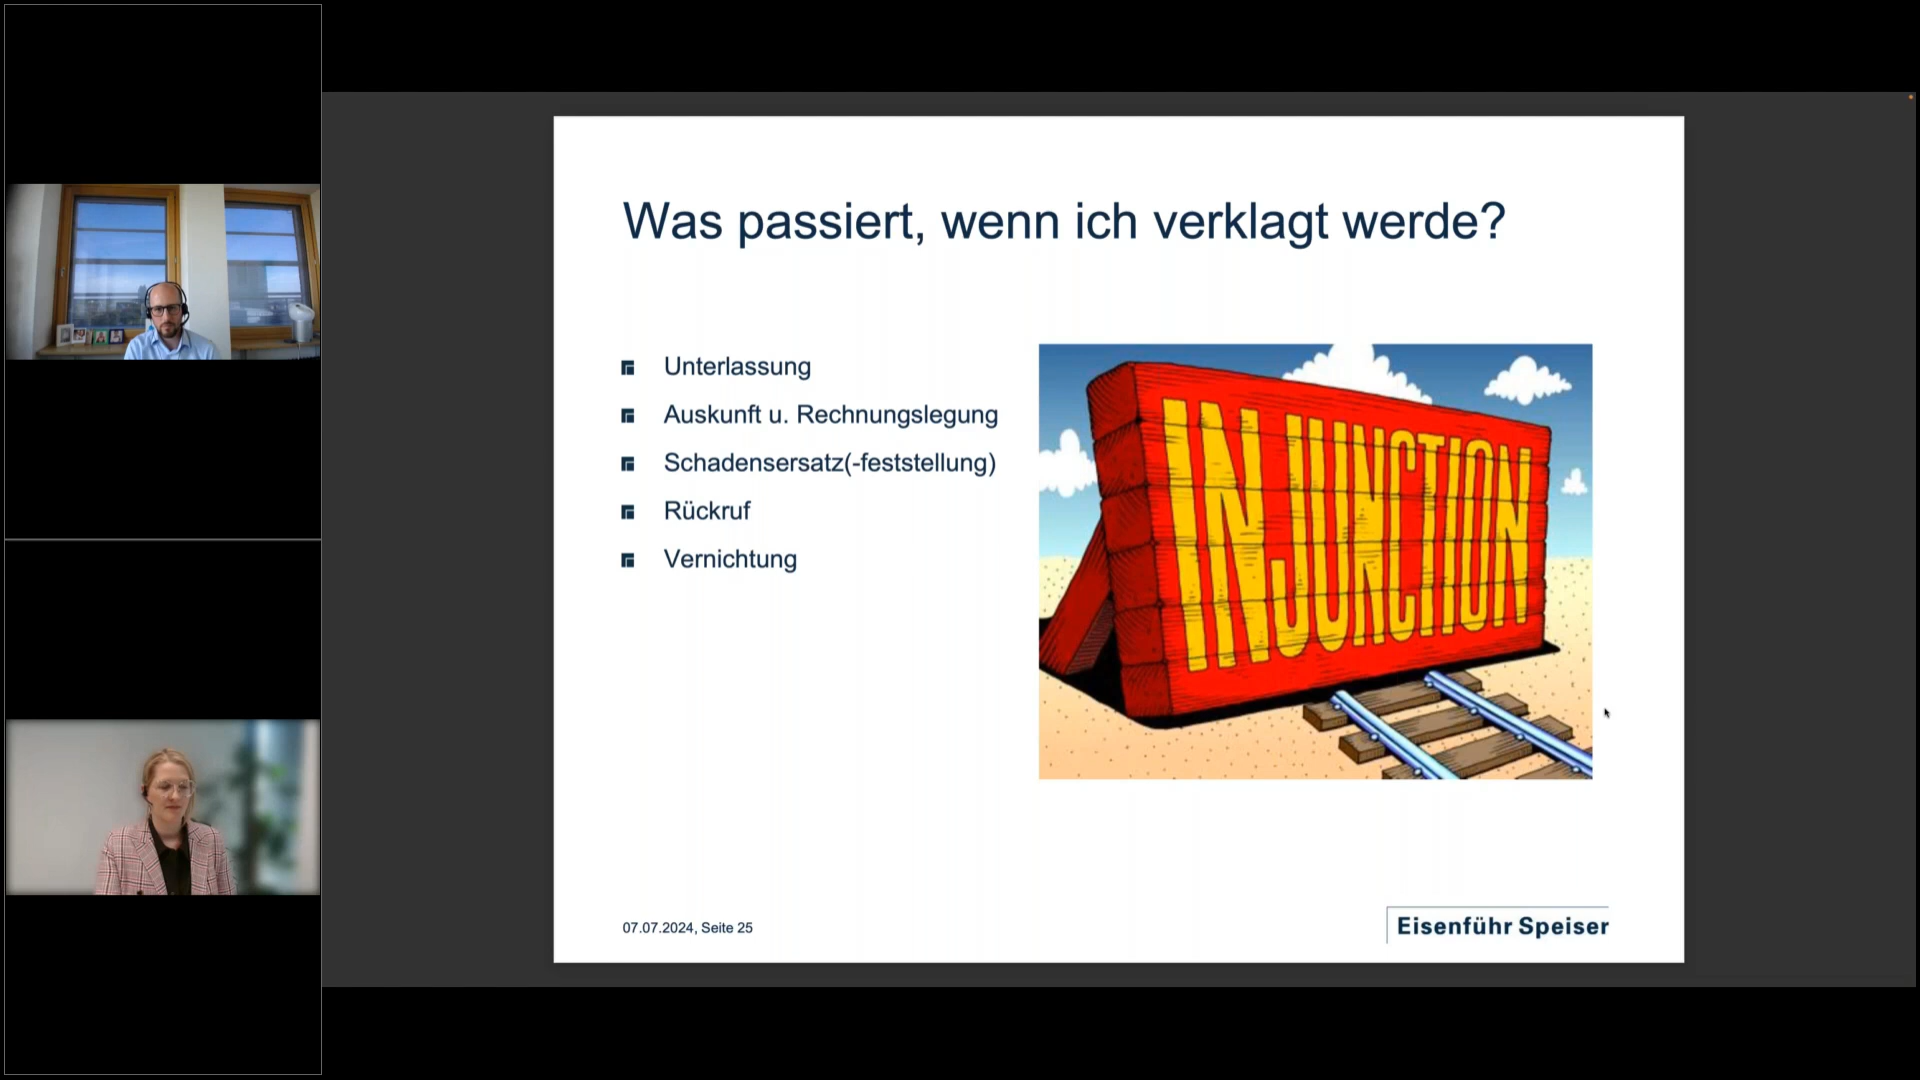 Was passiert, wenn ich verklagt werde?
Unterlassung
Auskunft u. Rechnungslegung
Schadensersatz(-feststellung)
Rückruf
Vernichtung
INJUNCTION
07.07.2024, Seite 25
Eisenführ Speiser